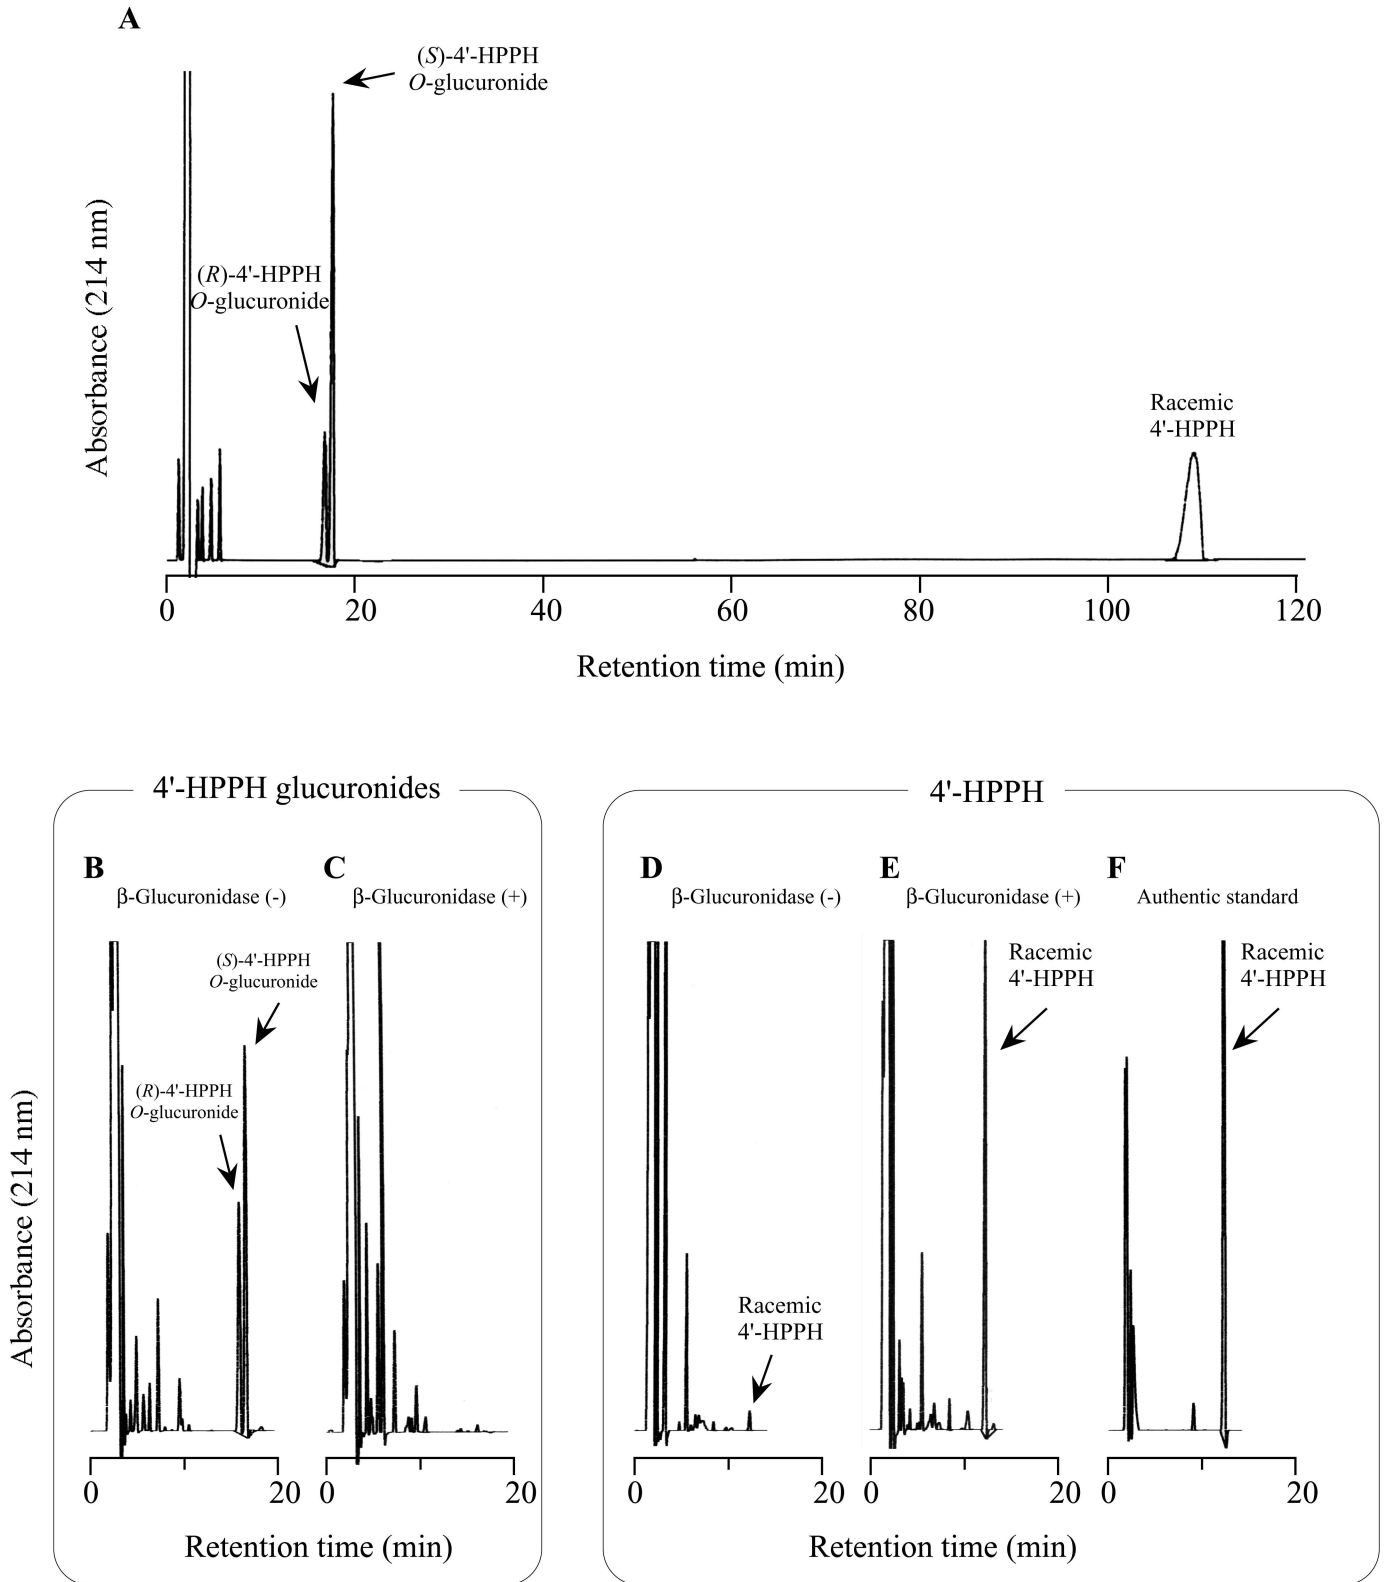 A
(S)-4'-HPPH
O-glucuronide
(R)-4'-HPPH
O-glucuronide
Racemic
4'-HPPH
Absorbance (214 nm)
0 20 40 60 80 100 120
Retention time (min)
4'-HPPH glucuronides
B
β-Glucuronidase (-)
(S)-4'-HPPH
O-glucuronide
(R)-4'-HPPH
O-glucuronide
C
β-Glucuronidase (+)
Absorbance (214 nm)
0 20 0 20
Retention time (min)
4'-HPPH
D
β-Glucuronidase (-)
Racemic
4'-HPPH
E
β-Glucuronidase (+)
Racemic
4'-HPPH
F
Authentic standard
Racemic
4'-HPPH
0 20 0 20 0 20
Retention time (min)